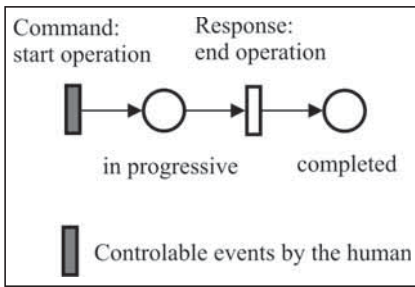 Command:
start operation
Response:
end operation
in progressive
completed
Controlable events by the human